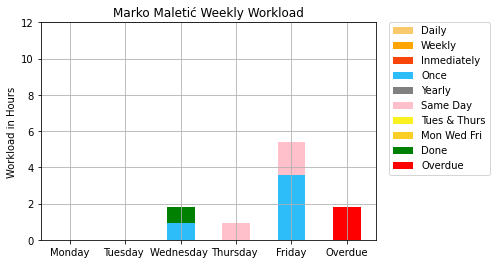 Marko Maletić Weekly Workload
Workload in Hours
12
10
8
6
4
2
0
Monday Tuesday Wednesday Thursday Friday Overdue
Daily
Weekly
Inmediately
Once
Yearly
Same Day
Tues & Thurs
Mon Wed Fri
Done
Overdue